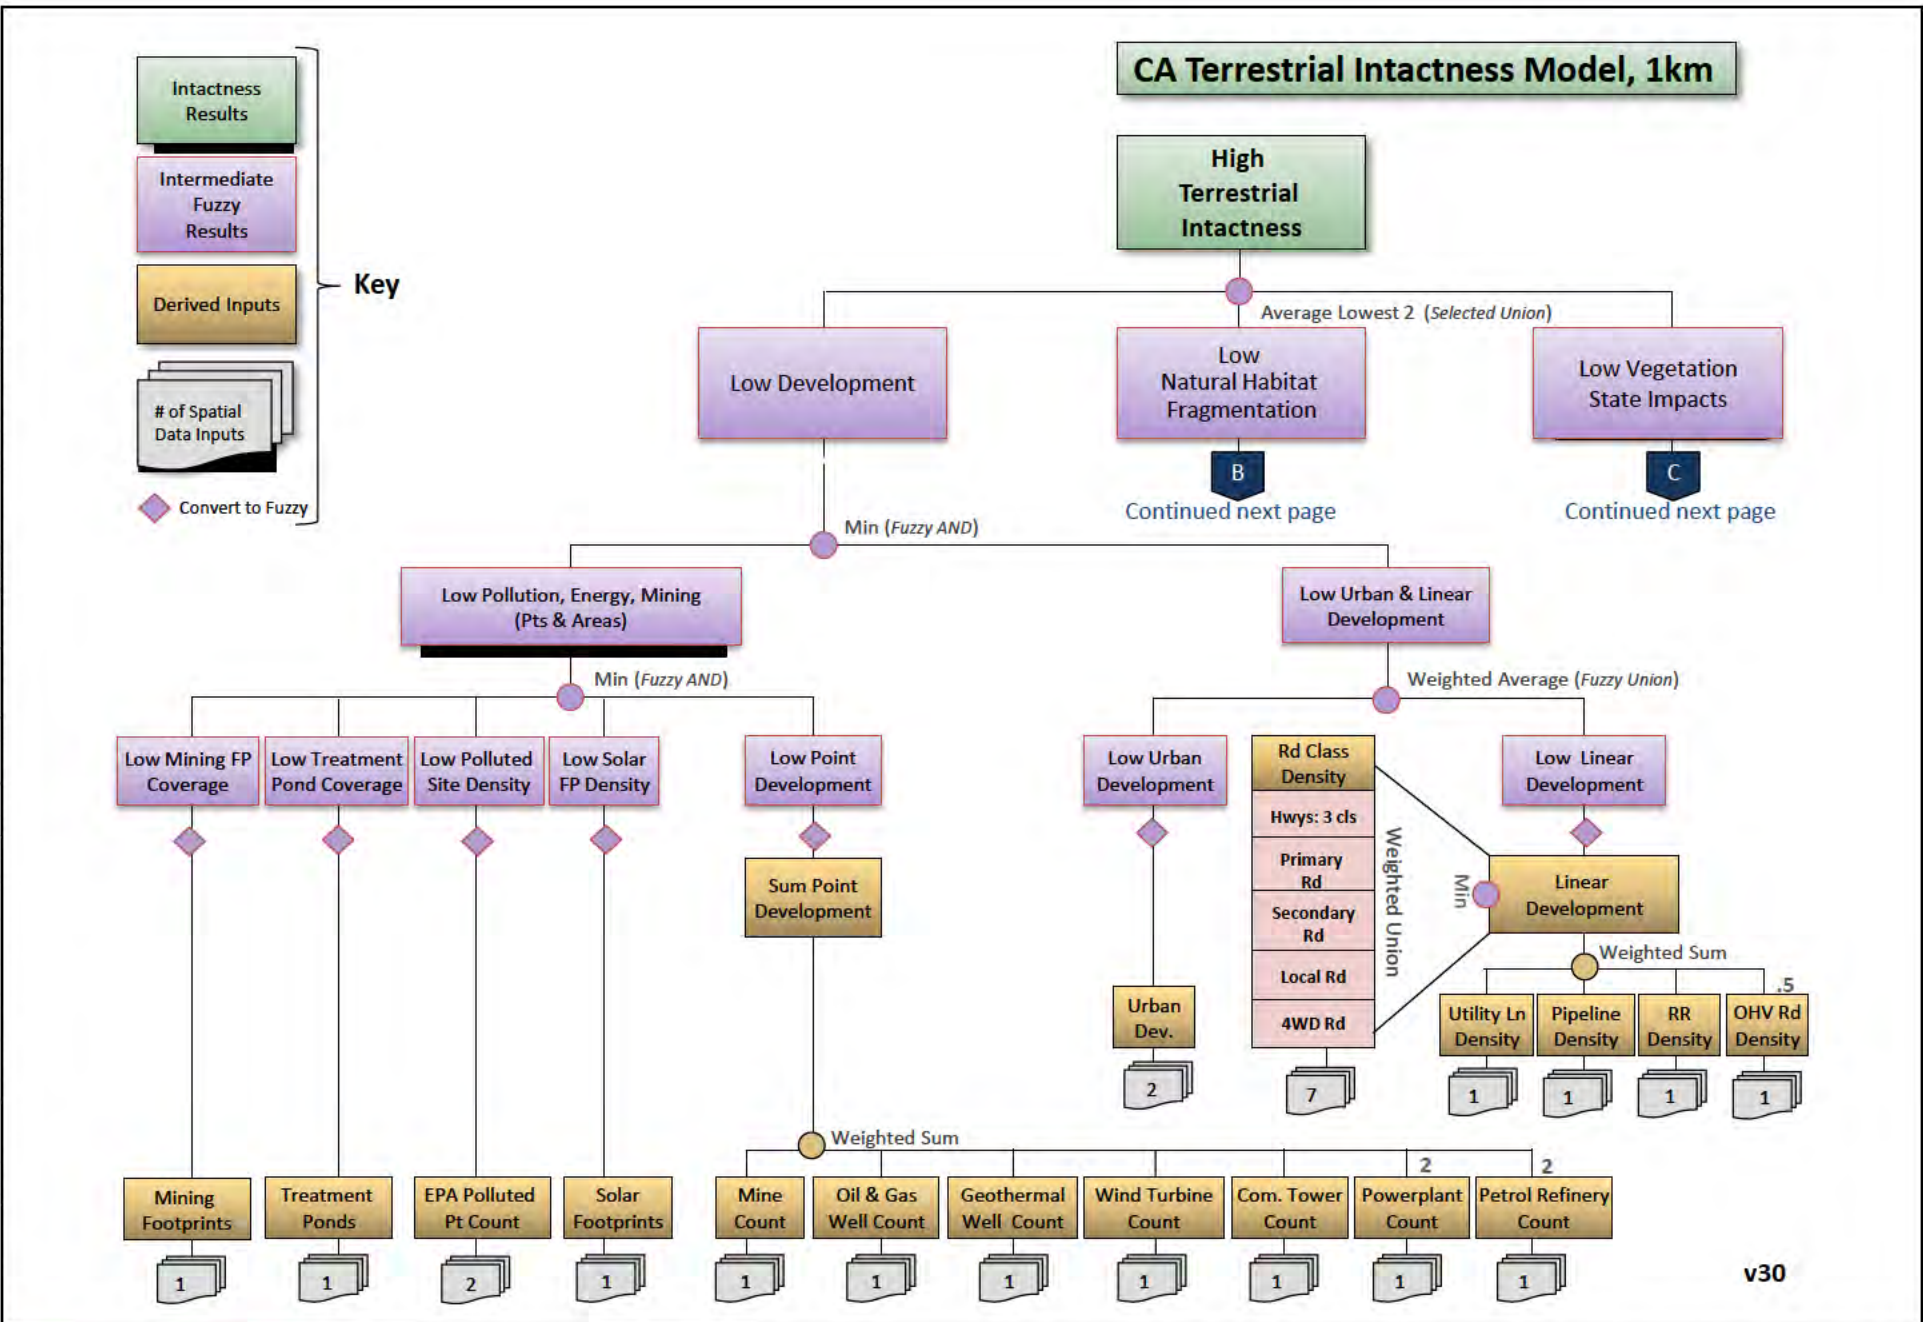 CA Terrestrial Intactness Model, 1km
Intactness
Results
Intermediate
Fuzzy
Results
Derived Inputs
# of Spatial
Data Inputs
Convert to Fuzzy
Key
High
Terrestrial
Intactness
Average Lowest 2 (Selected Union)
Low Development
Low
Natural Habitat
Fragmentation
Low Vegetation
State Impacts
B
Continued next page
C
Continued next page
Min (Fuzzy AND)
Low Pollution, Energy, Mining
(Pts & Areas)
Low Urban & Linear
Development
Min (Fuzzy AND)
Weighted Average (Fuzzy Union)
Low Mining FP
Coverage
Low Treatment
Pond Coverage
Low Polluted
Site Density
Low Solar
FP Density
Low Point
Development
Low Urban
Development
Rd Class
Density
Hwys: 3 cls
Primary
Rd
Secondary
Rd
Local Rd
4WD Rd
7
Weighted Union
Low Linear
Development
Min
Linear
Development
Weighted Sum
.5
Utility Ln
Density
Pipeline
Density
RR
Density
OHV Rd
Density
1
1
1
1
Sum Point
Development
Urban
Dev.
2
Weighted Sum
2
2
Mining
Footprints
Treatment
Ponds
EPA Polluted
Pt Count
Solar
Footprints
Mine
Count
Oil & Gas
Well Count
Geothermal
Well Count
Wind Turbine
Count
Com. Tower
Count
Powerplant
Count
Petrol Refinery
Count
1
1
2
1
1
1
1
1
1
1
1
v30